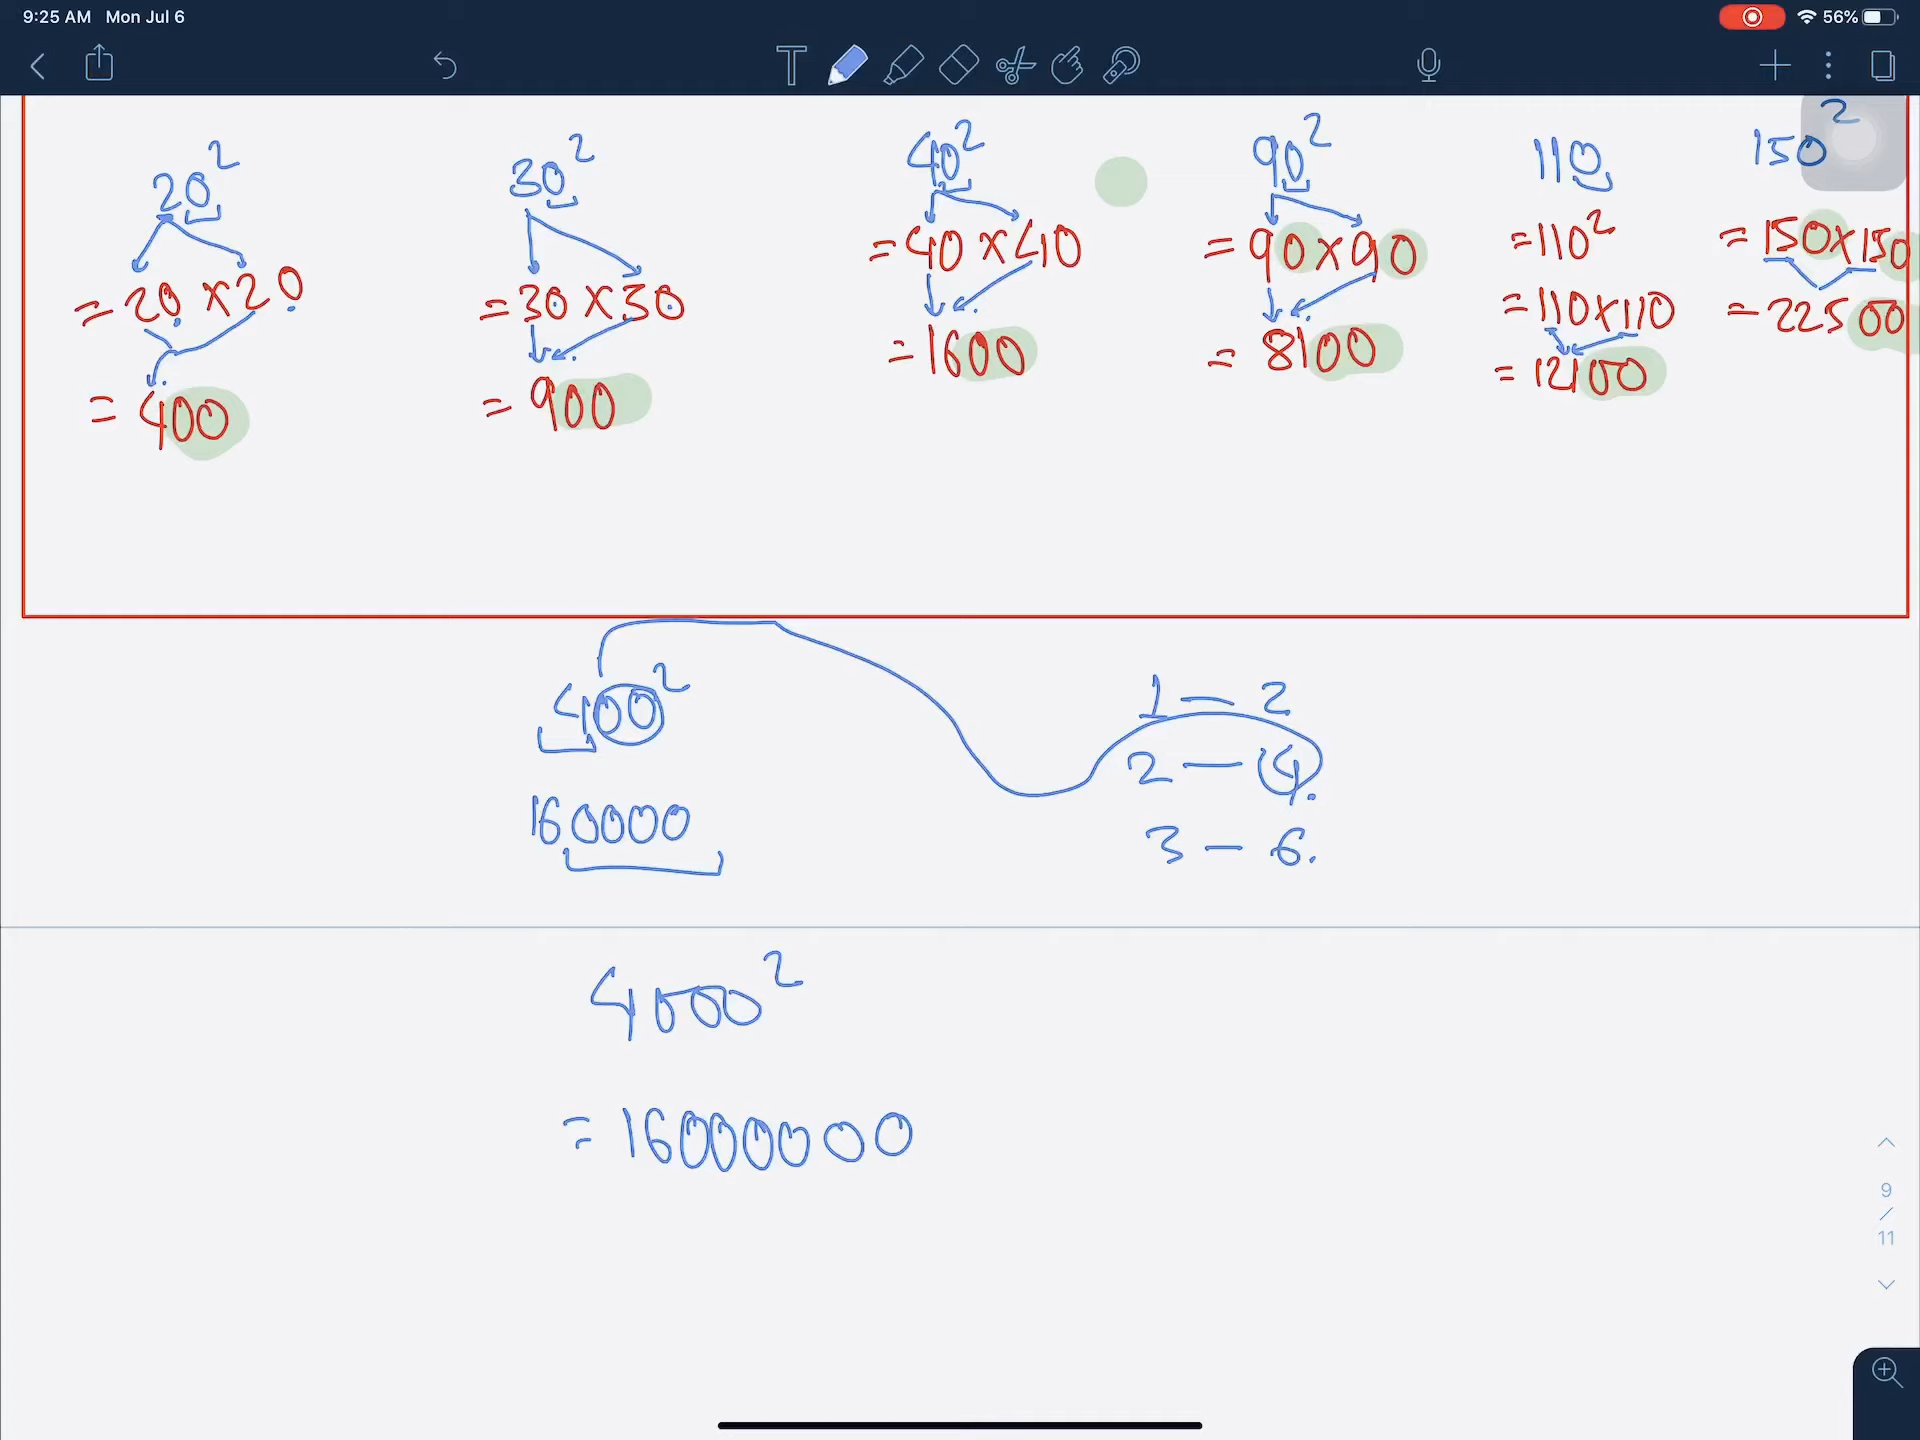 9:25 AM Mon Jul 6
56%
T
20²
= 20 × 20
= 400
30²
= 30 × 30
= 900
40²
= 40 × 40
= 1600
90²
= 90 × 90
= 8100
110
= 110²
= 110 × 110
= 12100
150²
= 150 × 150
= 22500
400²
160000
1 — 2
2 — 4.
3 — 6.
4000²
= 16000000
9
/
11